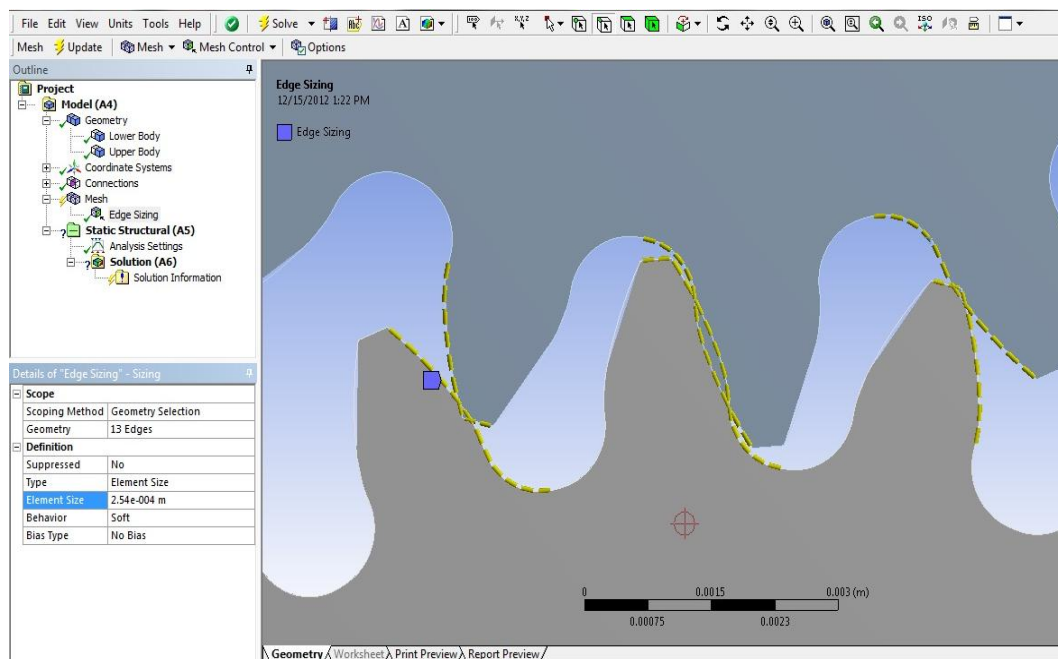 File Edit View Units Tools Help Solve
Mesh Update Mesh Mesh Control Options
Outline
Project
Model (A4)
Geometry
Lower Body
Upper Body
Coordinate Systems
Connections
Mesh
Edge Sizing
Static Structural (A5)
Analysis Settings
Solution (A6)
Solution Information
Details of "Edge Sizing" - Sizing
Scope
Scoping Method Geometry Selection
Geometry 13 Edges
Definition
Suppressed No
Type Element Size
Element Size 2.54e-004 m
Behavior Soft
Bias Type No Bias
Edge Sizing
12/15/2012 1:22 PM
Edge Sizing
0 0.0015 0.003 (m)
0.00075 0.0023
Geometry Worksheet Print Preview Report Preview